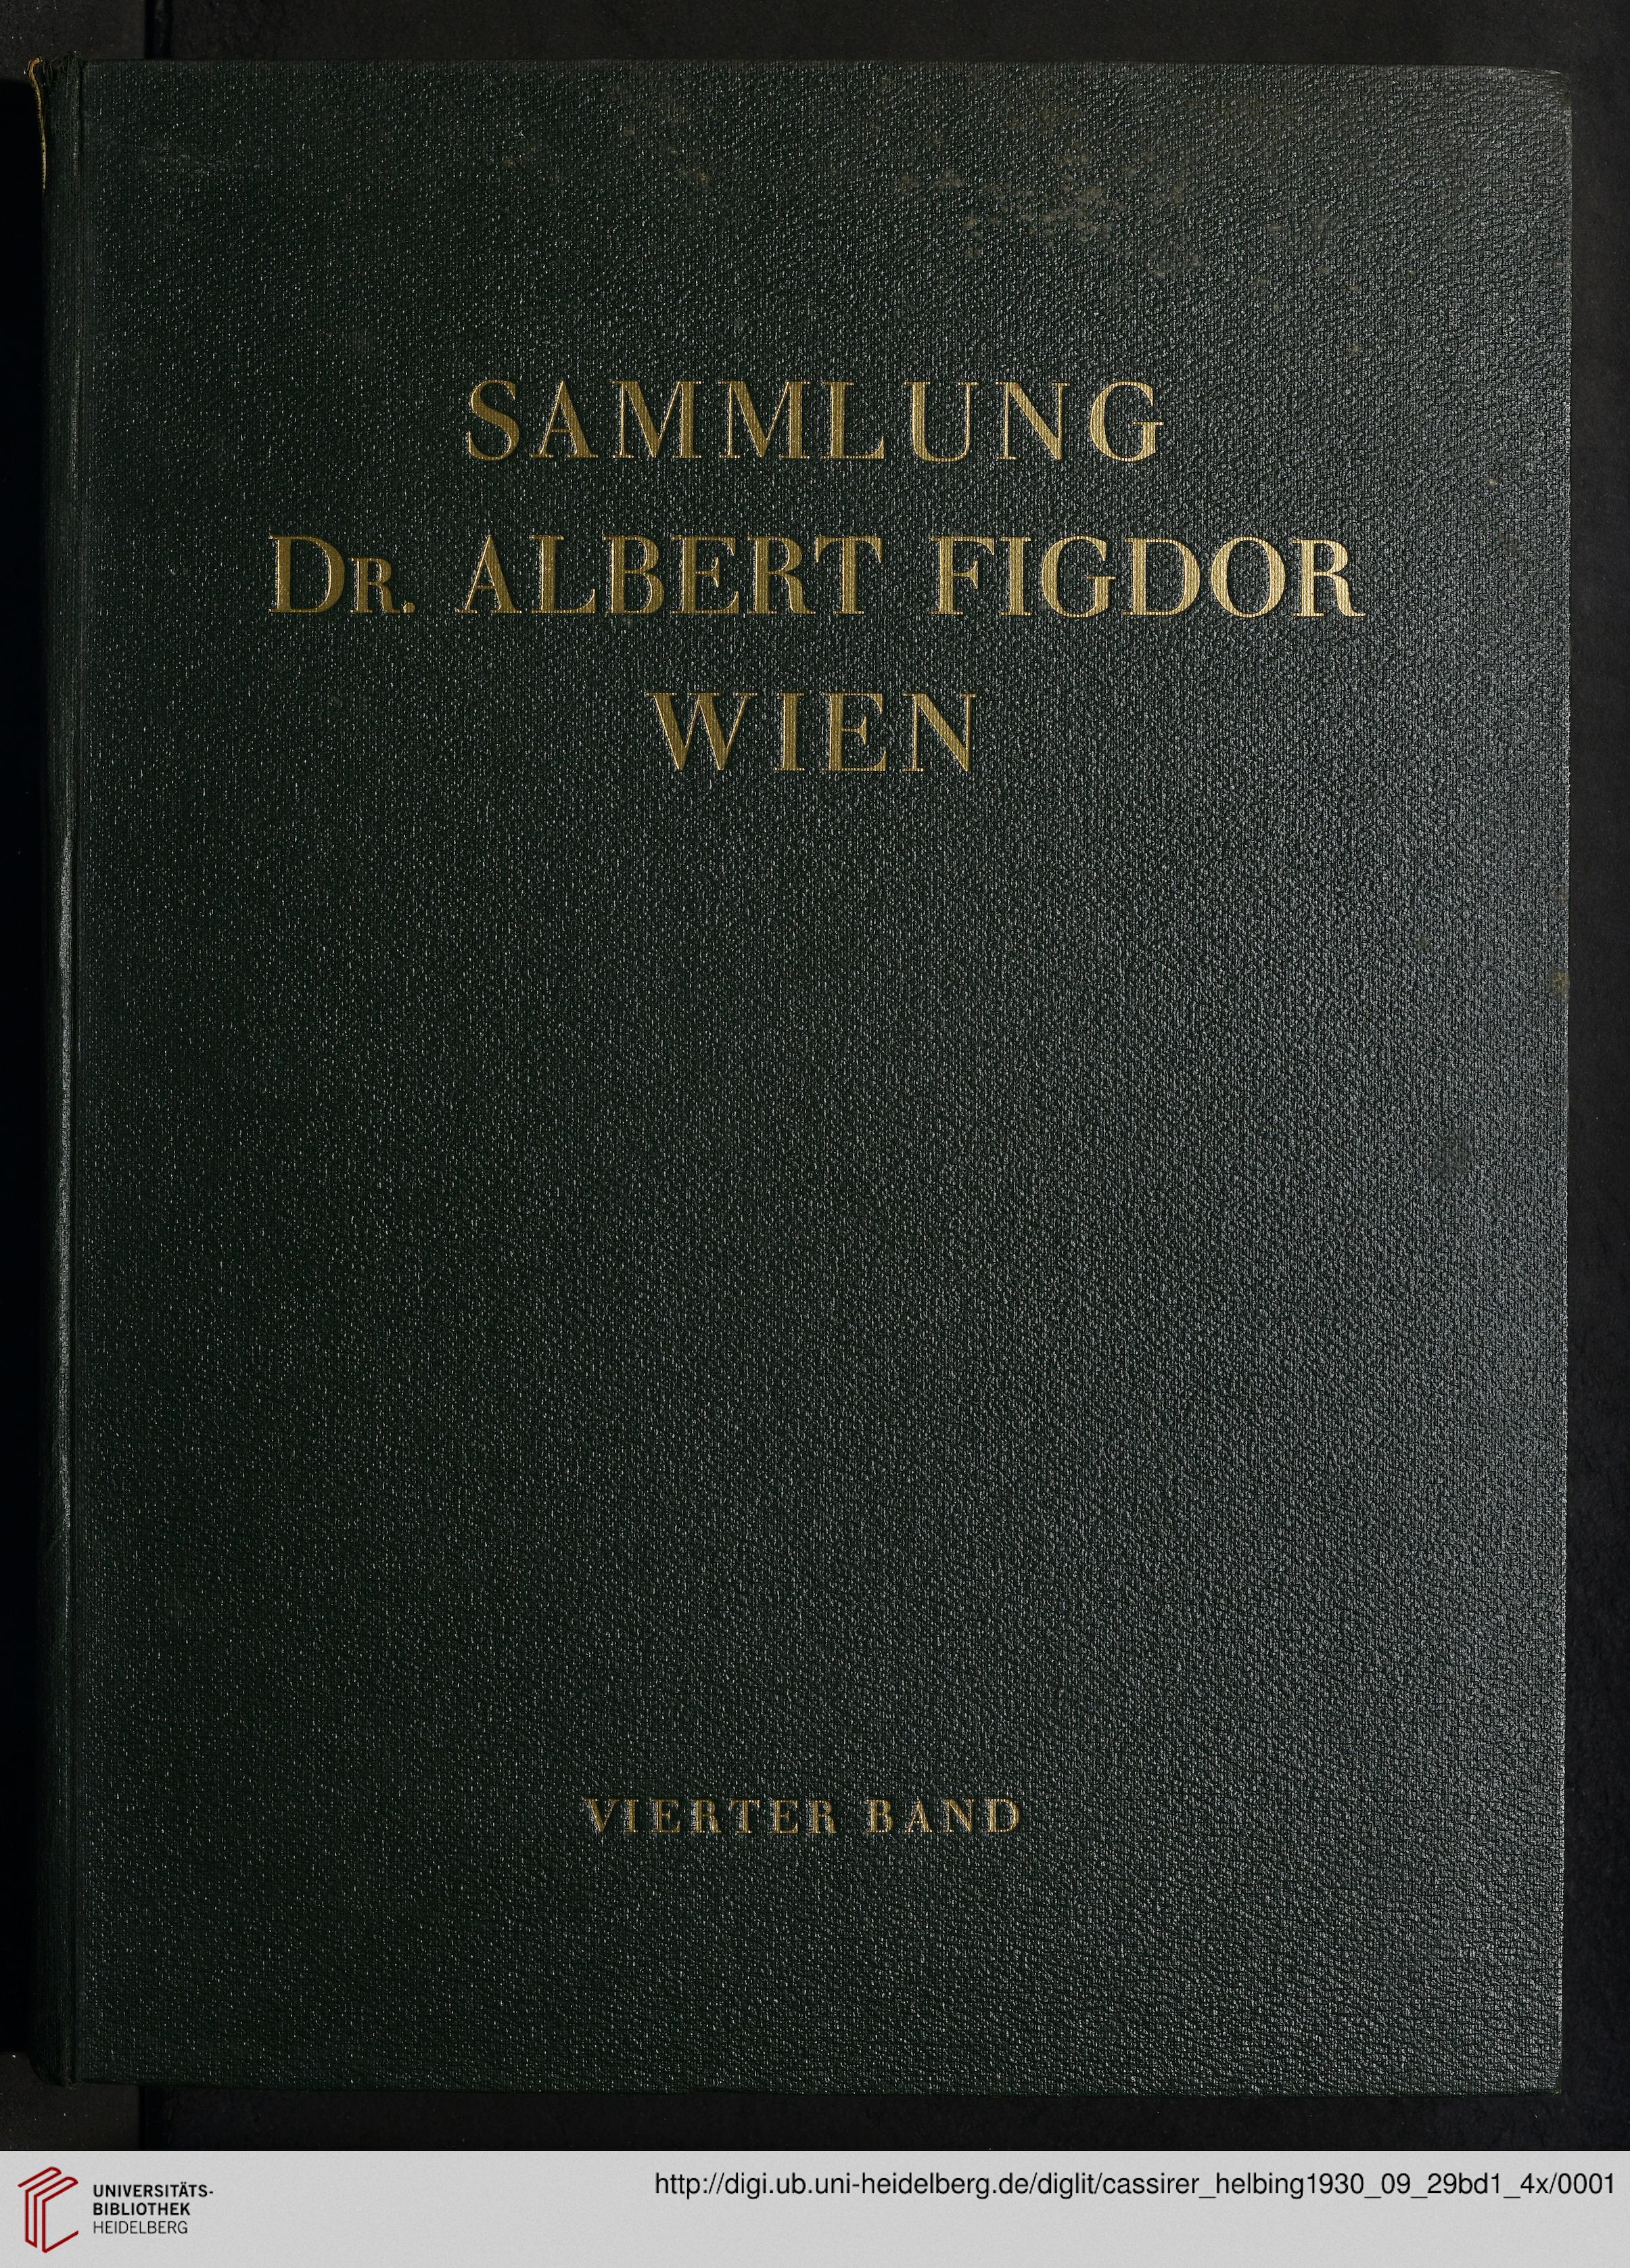 SAMMLUNG
DR. ALBERT FIGDOR
WIEN
VIERTER BAND
UNIVERSITÄTS-
BIBLIOTHEK
HEIDELBERG
http://digi.ub.uni-heidelberg.de/diglit/cassirer_helbing1930_09_29bd1_4x/0001